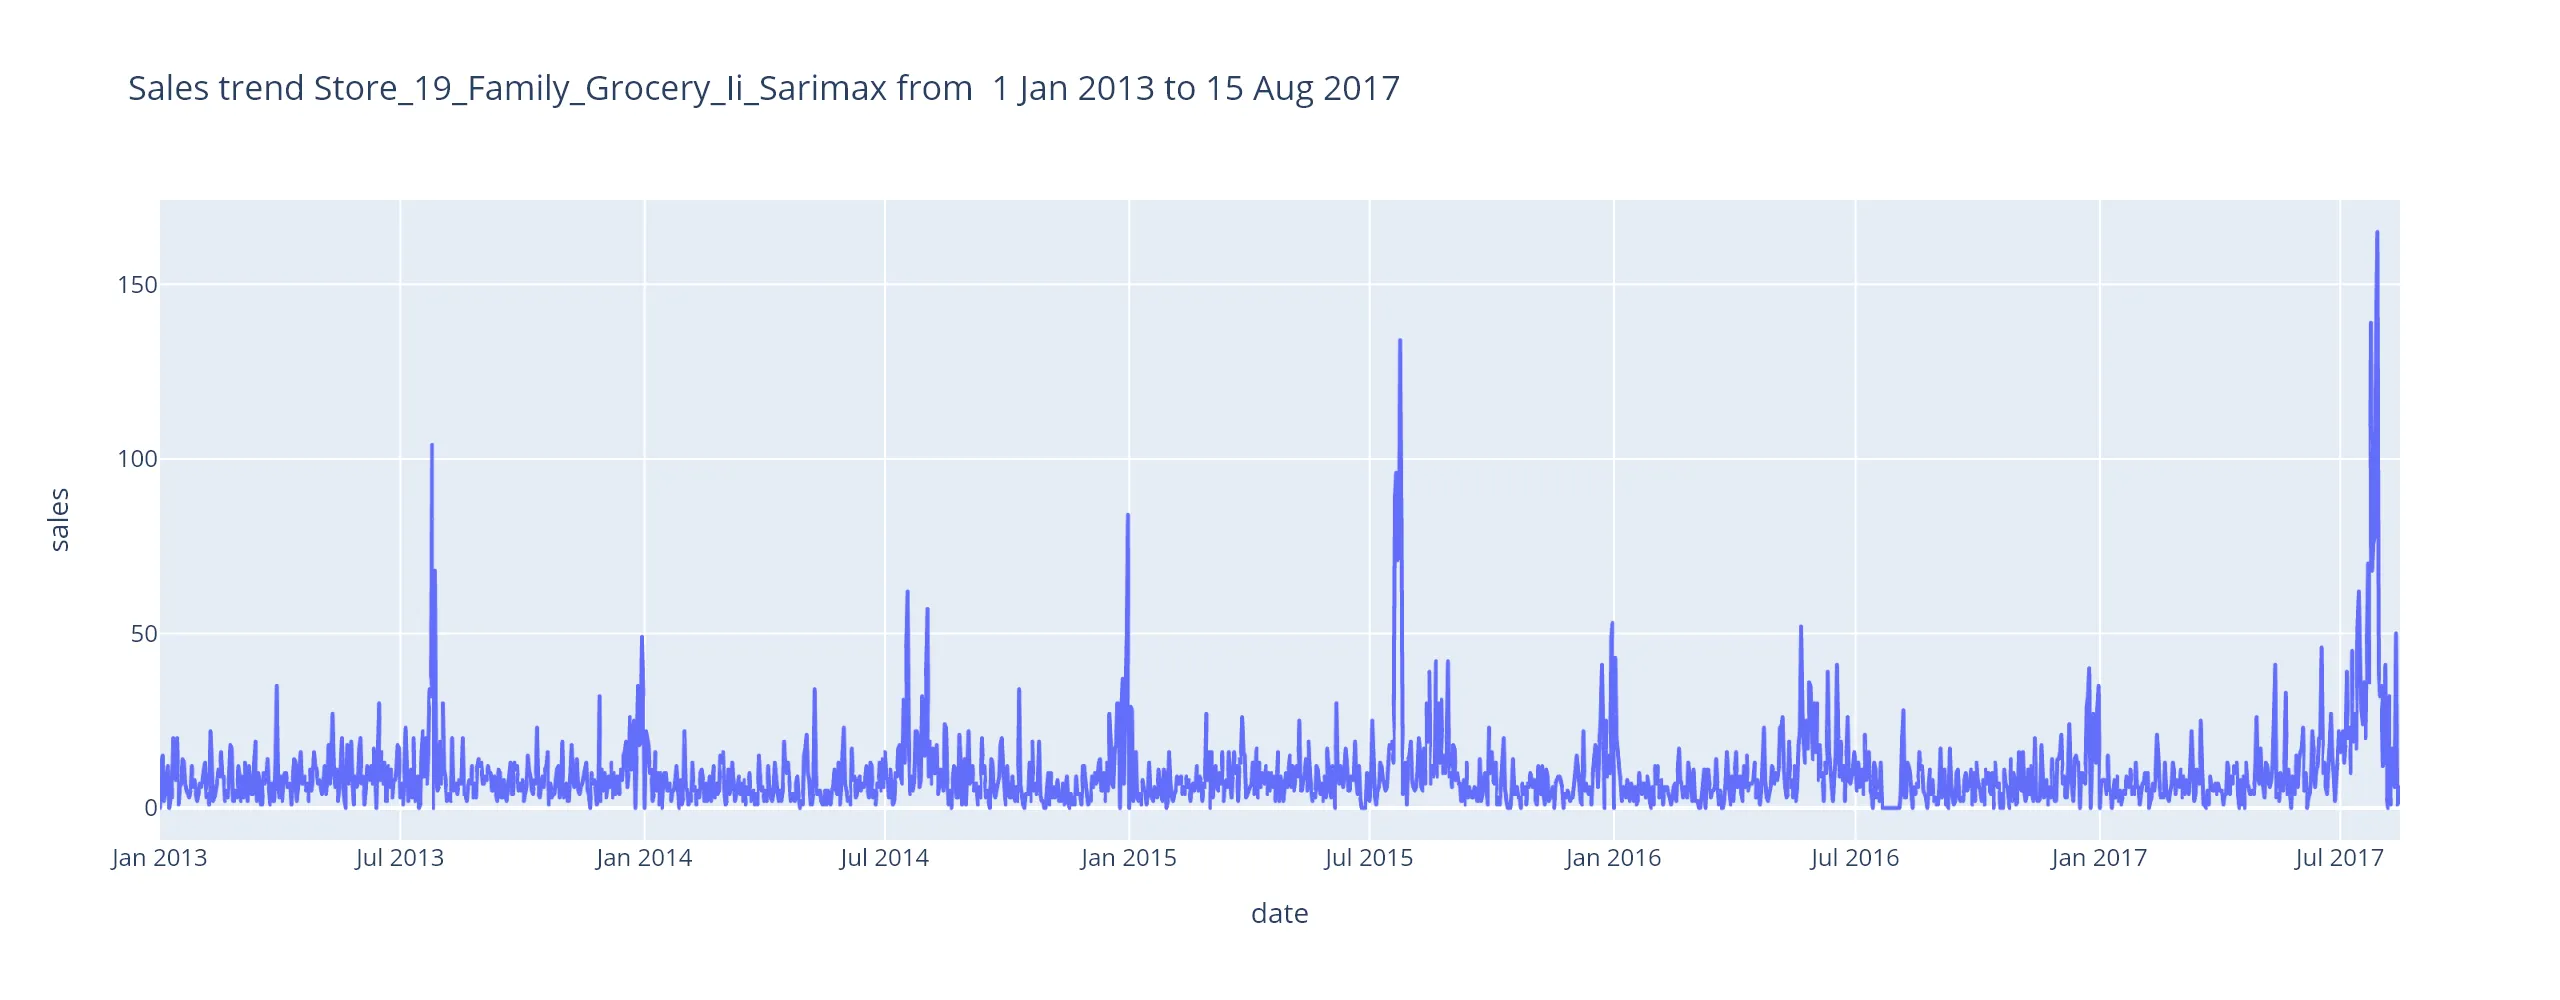 Sales trend Store_19_Family_Grocery_Ii_Sarimax from  1 Jan 2013 to 15 Aug 2017
150
100
50
0
sales
Jan 2013 Jul 2013 Jan 2014 Jul 2014 Jan 2015 Jul 2015 Jan 2016 Jul 2016 Jan 2017 Jul 2017
date